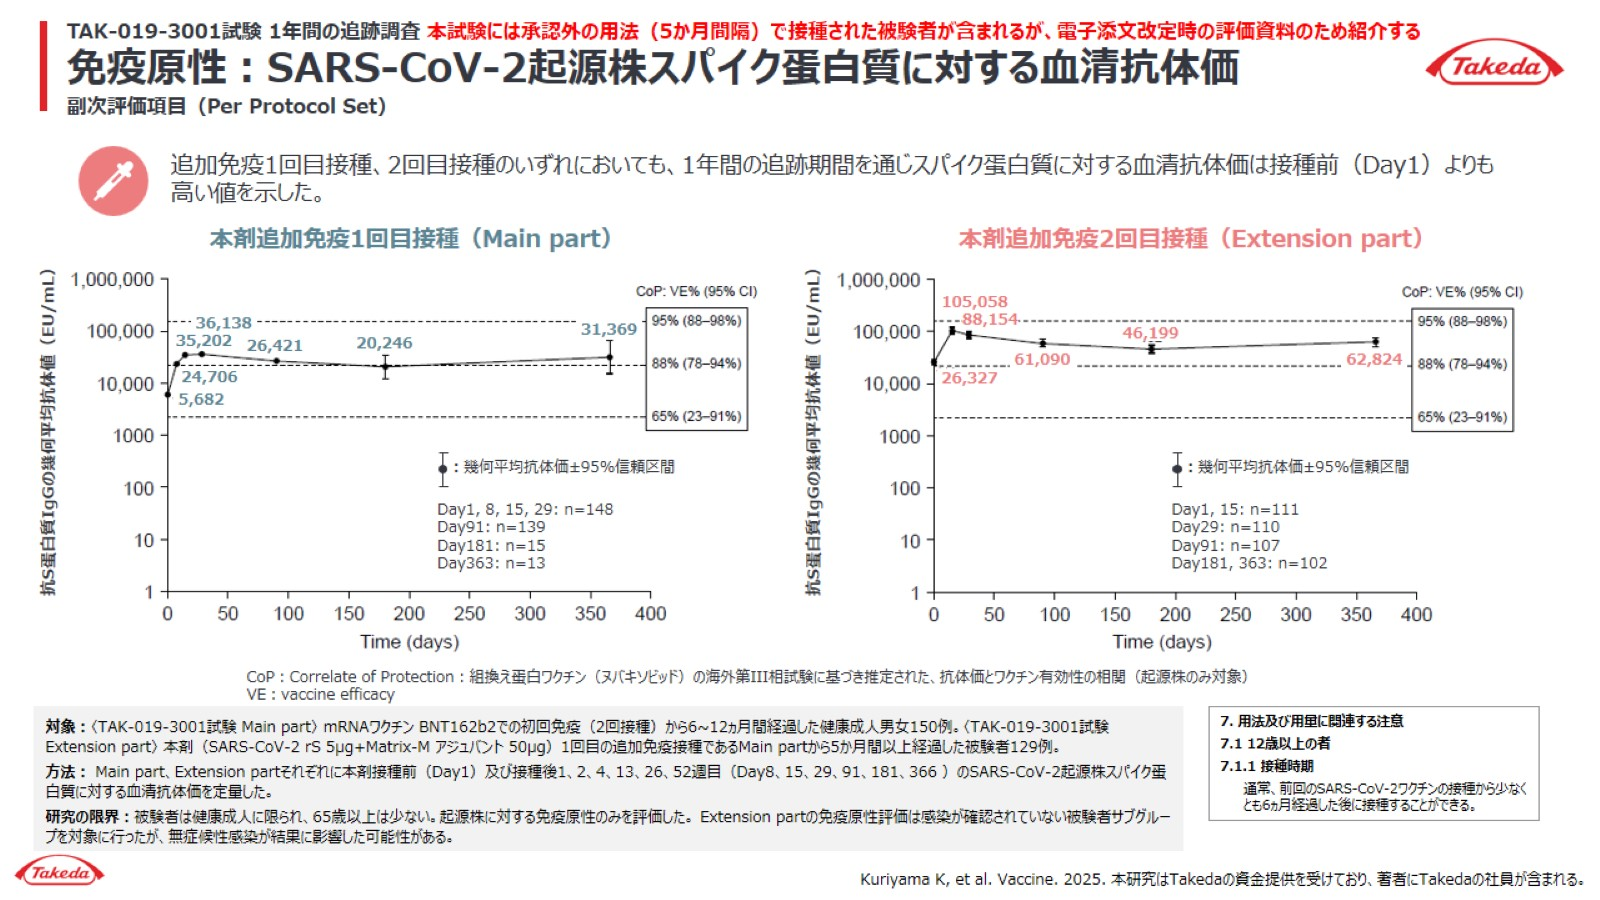 TAK-019-3001試験 1年間の追跡調査 本試験には承認外の用法（5か月間隔）で接種された被験者が含まれるが、電子添文改定時の評価資料のため紹介する
免疫原性：SARS-CoV-2起源株スパイク蛋白質に対する血清抗体価
副次評価項目（Per Protocol Set）
Takeda
追加免疫1回目接種、2回目接種のいずれにおいても、1年間の追跡期間を通じスパイク蛋白質に対する血清抗体価は接種前（Day1）よりも
高い値を示した。
本剤追加免疫1回目接種（Main part）
抗S蛋白質IgGの幾何平均抗体値（EU/mL）
1,000,000
100,000
10,000
1000
100
10
1
0 50 100 150 200 250 300 350 400
Time (days)
36,138
35,202
26,421
20,246
31,369
24,706
5,682
CoP: VE% (95% CI)
95% (88–98%)
88% (78–94%)
65% (23–91%)
：幾何平均抗体価±95%信頼区間
Day1, 8, 15, 29: n=148
Day91: n=139
Day181: n=15
Day363: n=13
本剤追加免疫2回目接種（Extension part）
抗S蛋白質IgGの幾何平均抗体値（EU/mL）
1,000,000
100,000
10,000
1000
100
10
1
0 50 100 150 200 250 300 350 400
Time (days)
105,058
88,154
46,199
61,090
62,824
26,327
CoP: VE% (95% CI)
95% (88–98%)
88% (78–94%)
65% (23–91%)
：幾何平均抗体価±95%信頼区間
Day1, 15: n=111
Day29: n=110
Day91: n=107
Day181, 363: n=102
CoP：Correlate of Protection：組換え蛋白ワクチン（ヌバキソビッド）の海外第III相試験に基づき推定された、抗体価とワクチン有効性の相関（起源株のみ対象）
VE：vaccine efficacy
対象：〈TAK-019-3001試験 Main part〉mRNAワクチン BNT162b2での初回免疫（2回接種）から6~12ヵ月間経過した健康成人男女150例。〈TAK-019-3001試験
Extension part〉本剤（SARS-CoV-2 rS 5μg+Matrix-M アジュバント 50μg）1回目の追加免疫接種であるMain partから5か月間以上経過した被験者129例。
方法： Main part、Extension partそれぞれに本剤接種前（Day1）及び接種後1、2、4、13、26、52週目（Day8、15、29、91、181、366 ）のSARS-CoV-2起源株スパイク蛋
白質に対する血清抗体価を定量した。
研究の限界：被験者は健康成人に限られ、65歳以上は少ない。起源株に対する免疫原性のみを評価した。Extension partの免疫原性評価は感染が確認されていない被験者サブグルー
プを対象に行ったが、無症候性感染が結果に影響した可能性がある。
7. 用法及び用量に関連する注意
7.1 12歳以上の者
7.1.1 接種時期
通常、前回のSARS-CoV-2ワクチンの接種から少なく
とも6ヵ月経過した後に接種することができる。
Takeda
Kuriyama K, et al. Vaccine. 2025. 本研究はTakedaの資金提供を受けており、著者にTakedaの社員が含まれる。